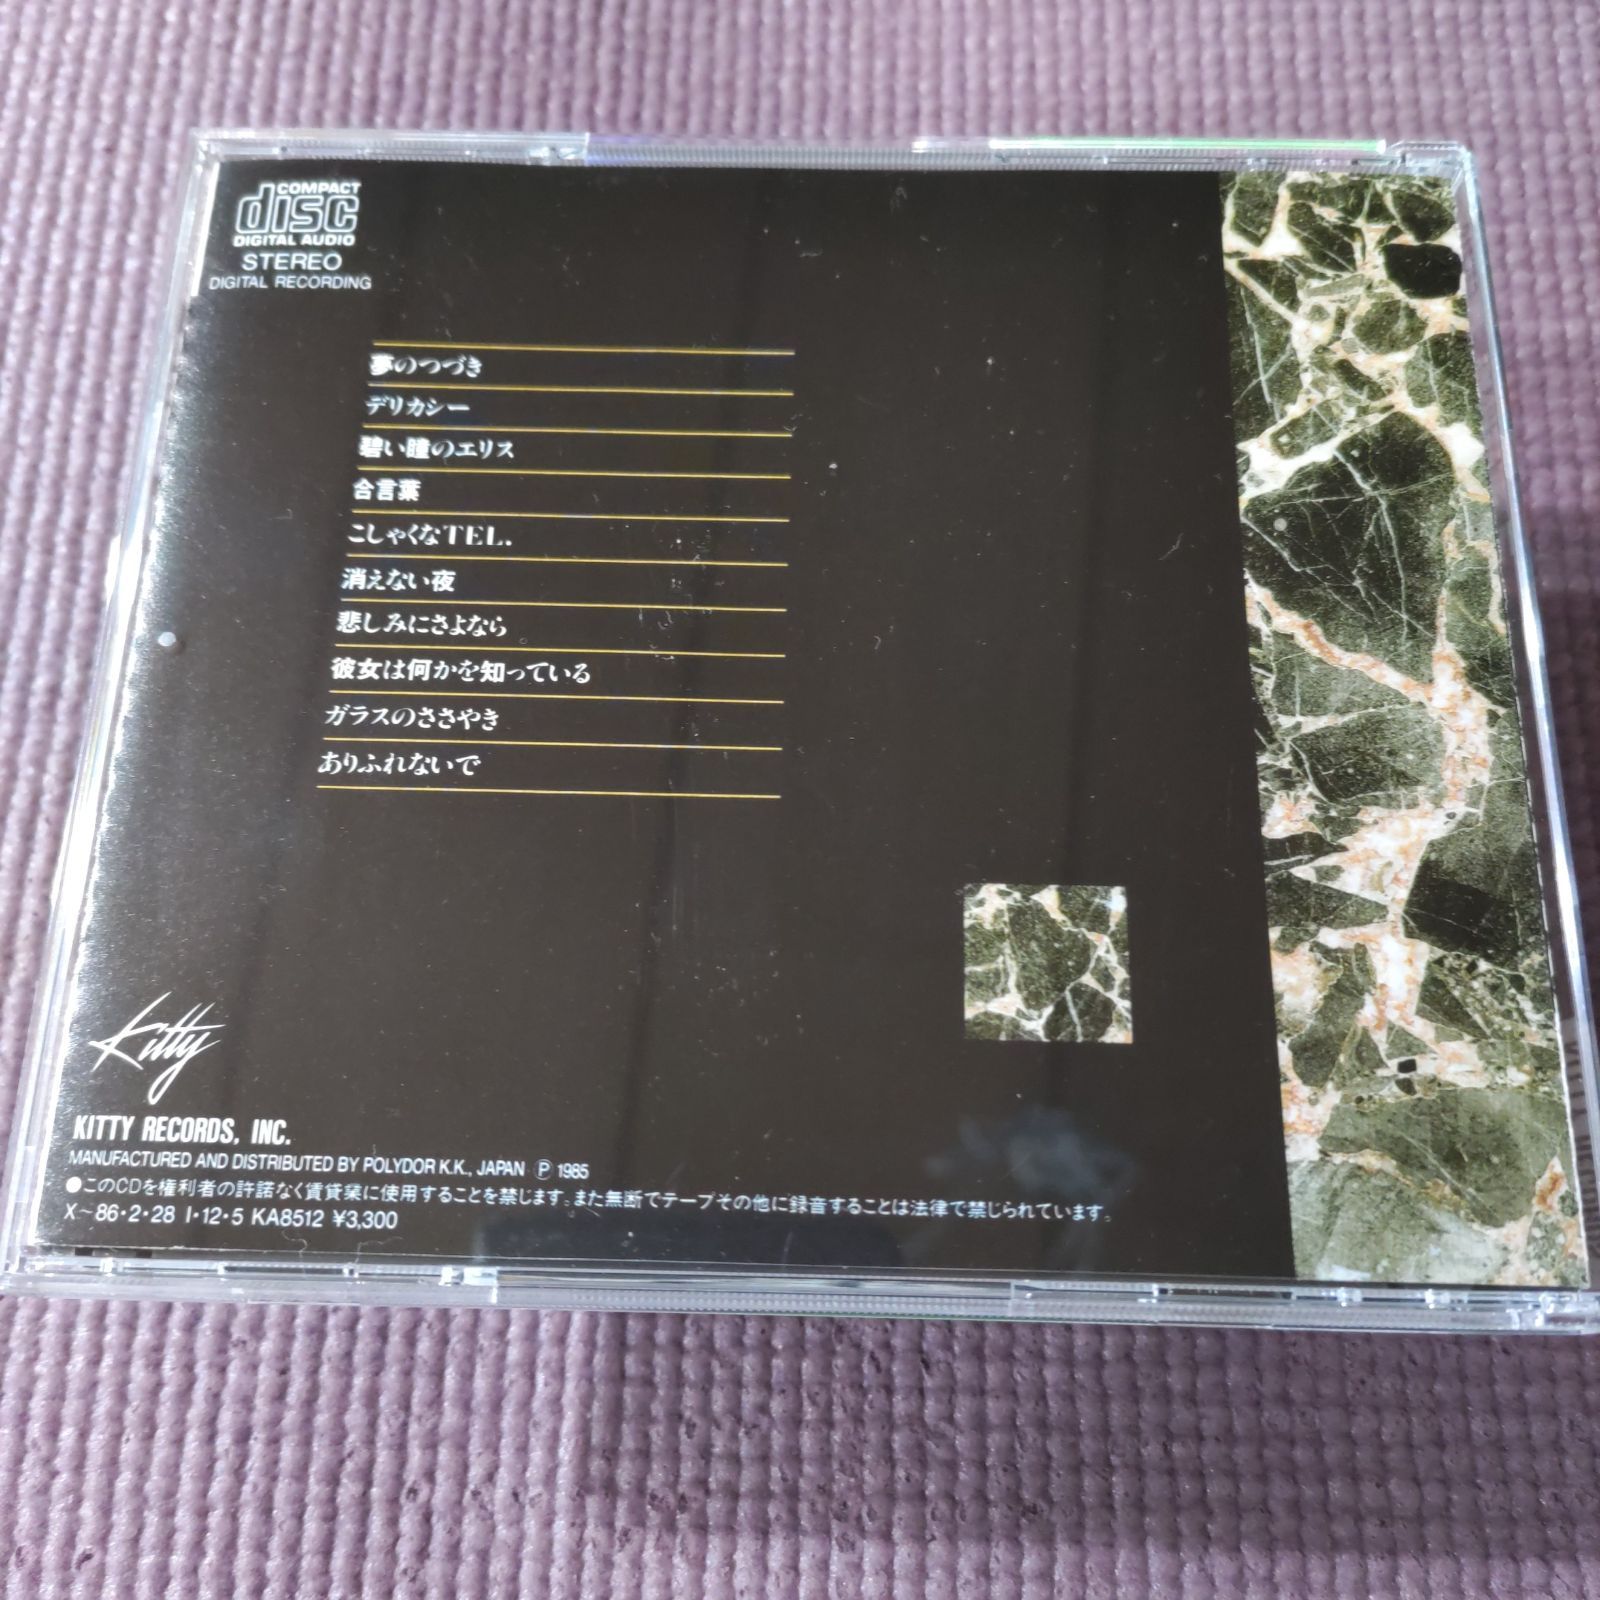 COMPACT
disc
DIGITAL AUDIO
STEREO
DIGITAL RECORDING
夢のつづき
デリカシー
碧い瞳のエリス
合言葉
こしゃくなTEL.
消えない夜
悲しみにさよなら
彼女は何かを知っている
ガラスのささやき
ありふれないで
Kitty
KITTY RECORDS, INC.
MANUFACTURED AND DISTRIBUTED BY POLYDOR K.K., JAPAN Ⓟ 1985
●このCDを権利者の許諾なく賃貸業に使用することを禁じます。また無断でテープその他に録音することは法律で禁じられています。
X〜86・2・28 I・12・5 KA8512 ¥3,300